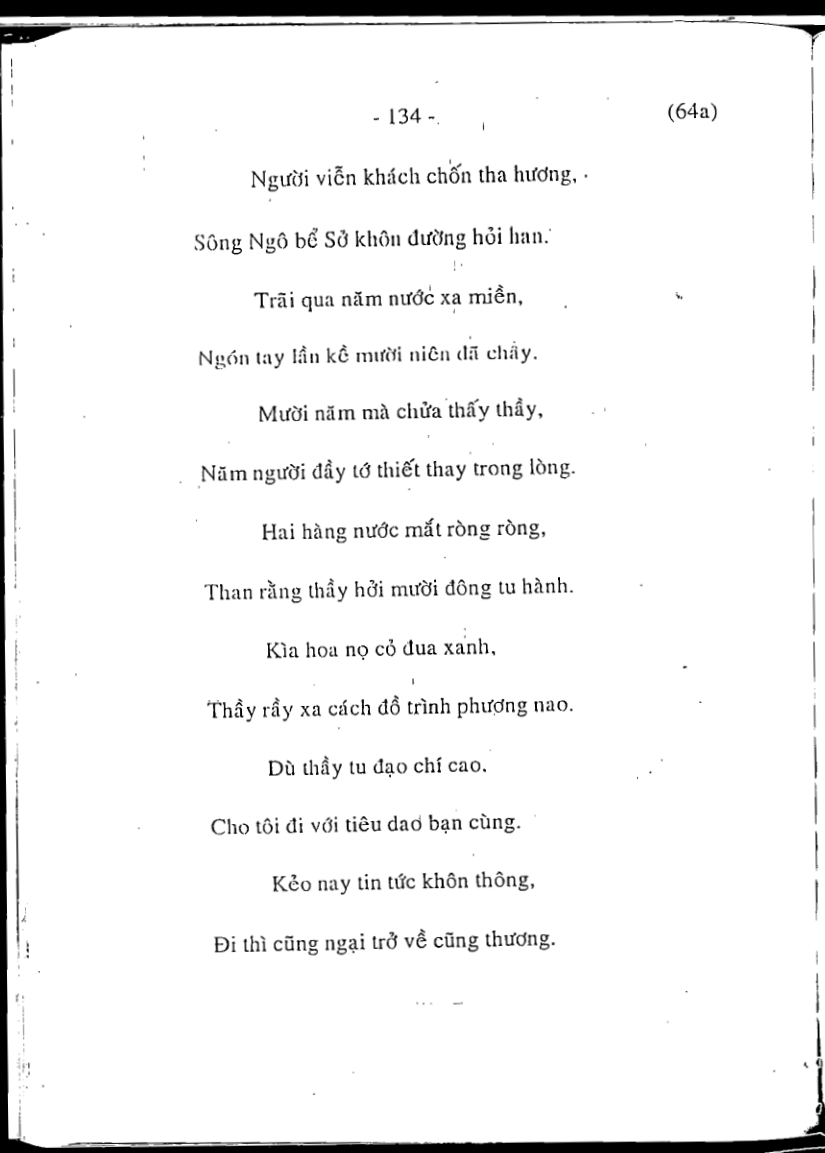 - 134 -
(64a)
Người viễn khách chốn tha hương,
Sông Ngô bể Sở khôn đường hỏi han.
Trãi qua năm nước xa miền,
Ngón tay lần kề mười niên đã chầy.
Mười năm mà chửa thấy thầy,
Năm người đầy tớ thiết thay trong lòng.
Hai hàng nước mắt ròng ròng,
Than rằng thầy hởi mười đông tu hành.
Kìa hoa nọ cỏ đua xanh,
Thầy rầy xa cách đồ trình phương nao.
Dù thầy tu đạo chí cao.
Cho tôi đi với tiêu dao bạn cùng.
Kẻo nay tin tức khôn thông,
Đi thì cũng ngại trở về cũng thương.